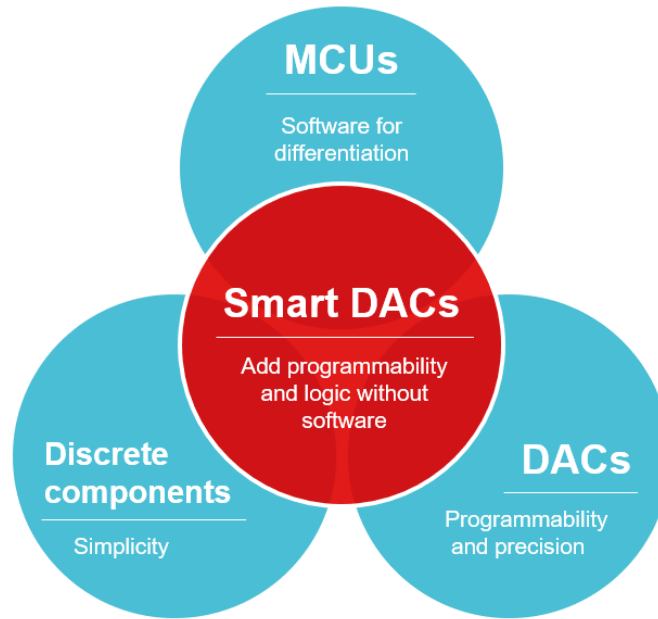 MCUs
Software for
differentiation
Smart DACs
Add programmability
and logic without
software
Discrete
components
Simplicity
DACs
Programmability
and precision